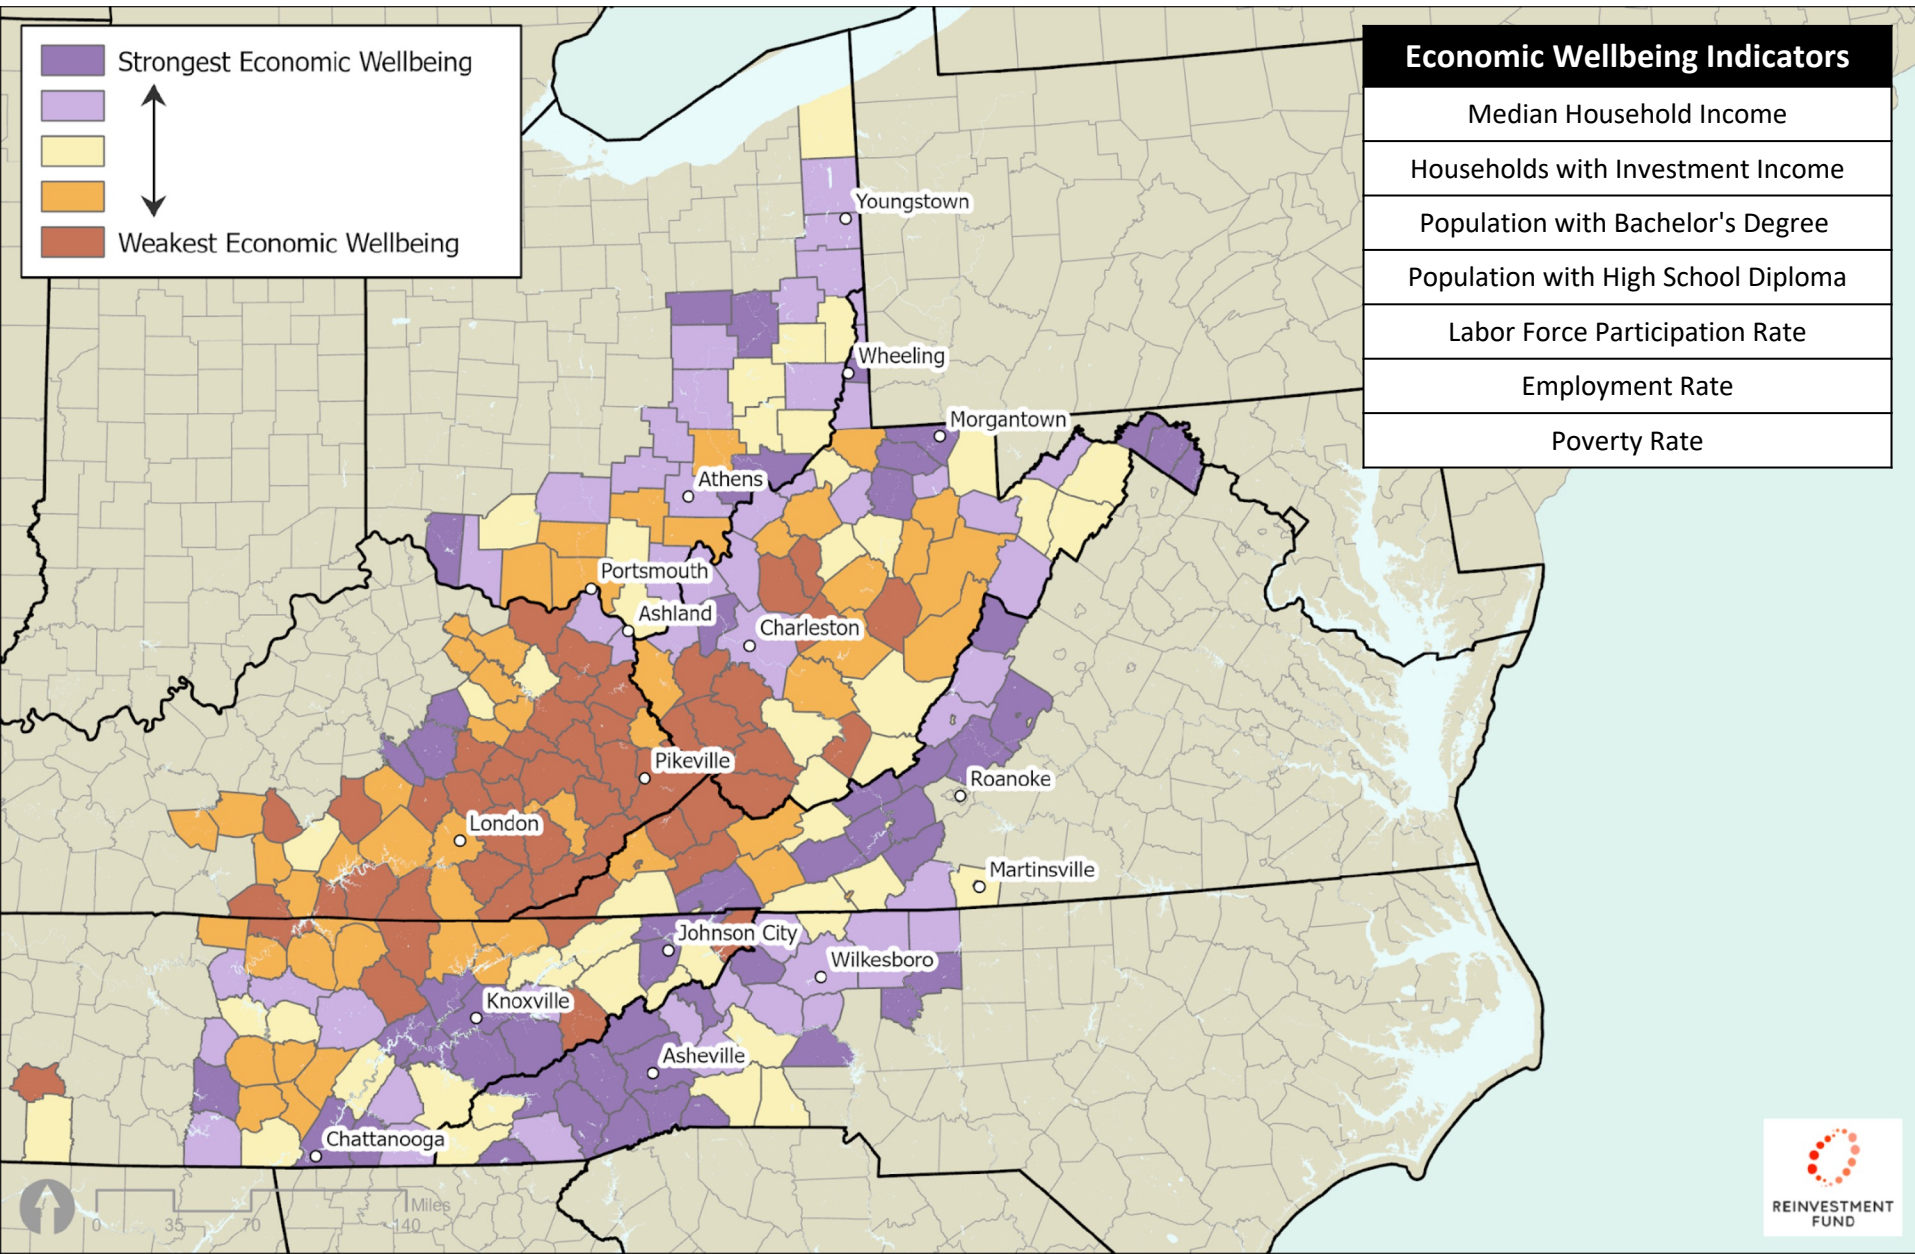 Strongest Economic Wellbeing
Weakest Economic Wellbeing
Economic Wellbeing Indicators
Median Household Income
Households with Investment Income
Population with Bachelor's Degree
Population with High School Diploma
Labor Force Participation Rate
Employment Rate
Poverty Rate
Youngstown
Wheeling
Morgantown
Athens
Portsmouth
Ashland
Charleston
Pikeville
Roanoke
London
Martinsville
Johnson City
Wilkesboro
Knoxville
Asheville
Chattanooga
Miles
0 35 70 140
REINVESTMENT
FUND